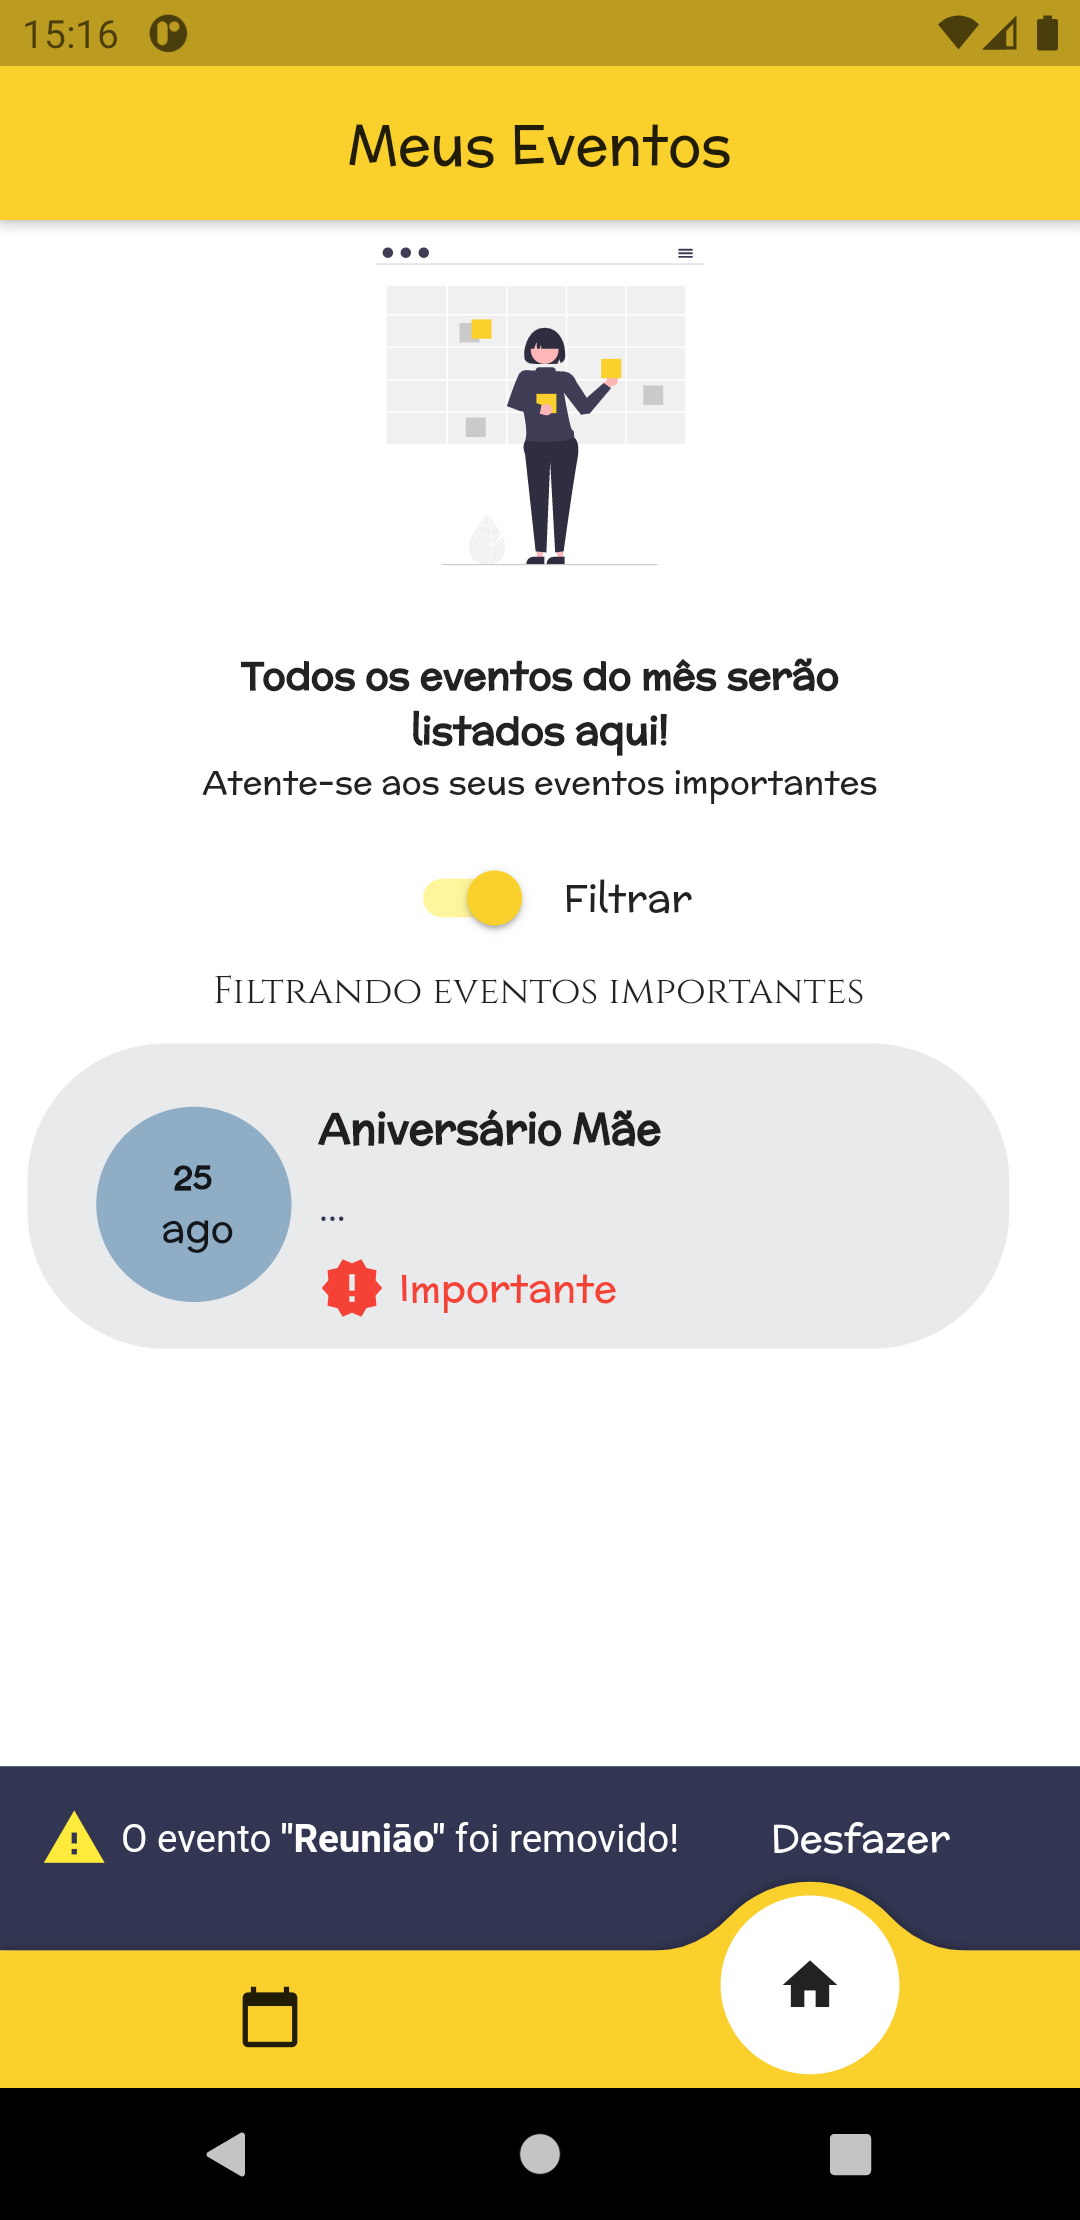 15:16
Meus Eventos
Todos os eventos do mês serão
listados aqui!
Atente-se aos seus eventos importantes
Filtrar
Filtrando eventos importantes
25
ago
Aniversário Mãe
...
Importante
O evento "Reunião" foi removido!
Desfazer